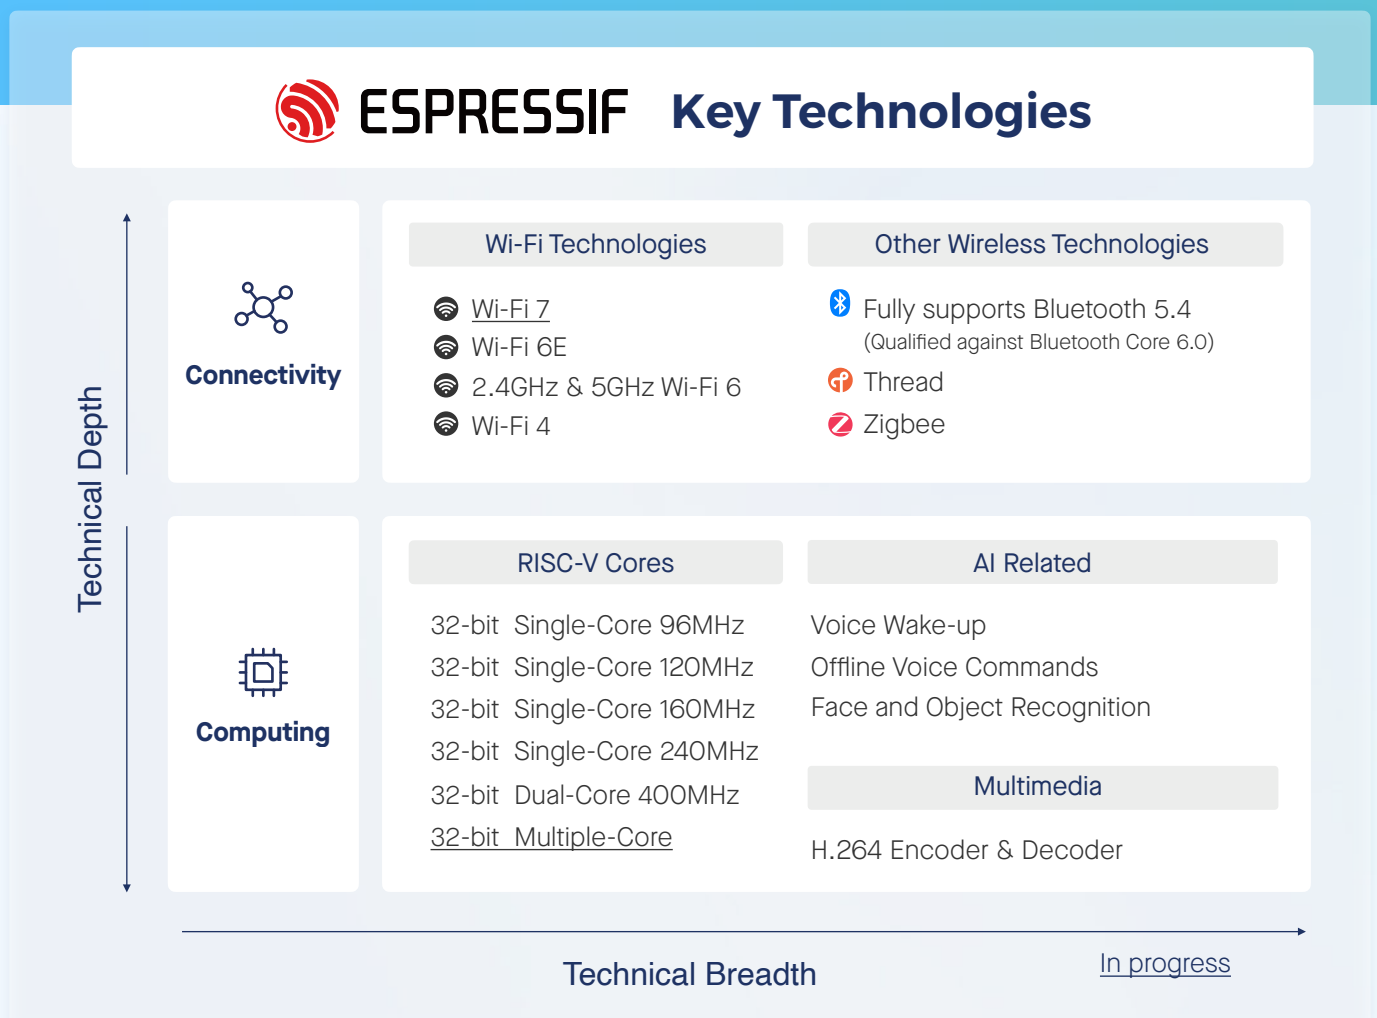 ESPRESSIF Key Technologies
Technical Depth
Connectivity
Wi-Fi Technologies
Wi-Fi 7
Wi-Fi 6E
2.4GHz & 5GHz Wi-Fi 6
Wi-Fi 4
Other Wireless Technologies
Fully supports Bluetooth 5.4
(Qualified against Bluetooth Core 6.0)
Thread
Zigbee
Computing
RISC-V Cores
32-bit Single-Core 96MHz
32-bit Single-Core 120MHz
32-bit Single-Core 160MHz
32-bit Single-Core 240MHz
32-bit Dual-Core 400MHz
32-bit Multiple-Core
AI Related
Voice Wake-up
Offline Voice Commands
Face and Object Recognition
Multimedia
H.264 Encoder & Decoder
Technical Breadth
In progress